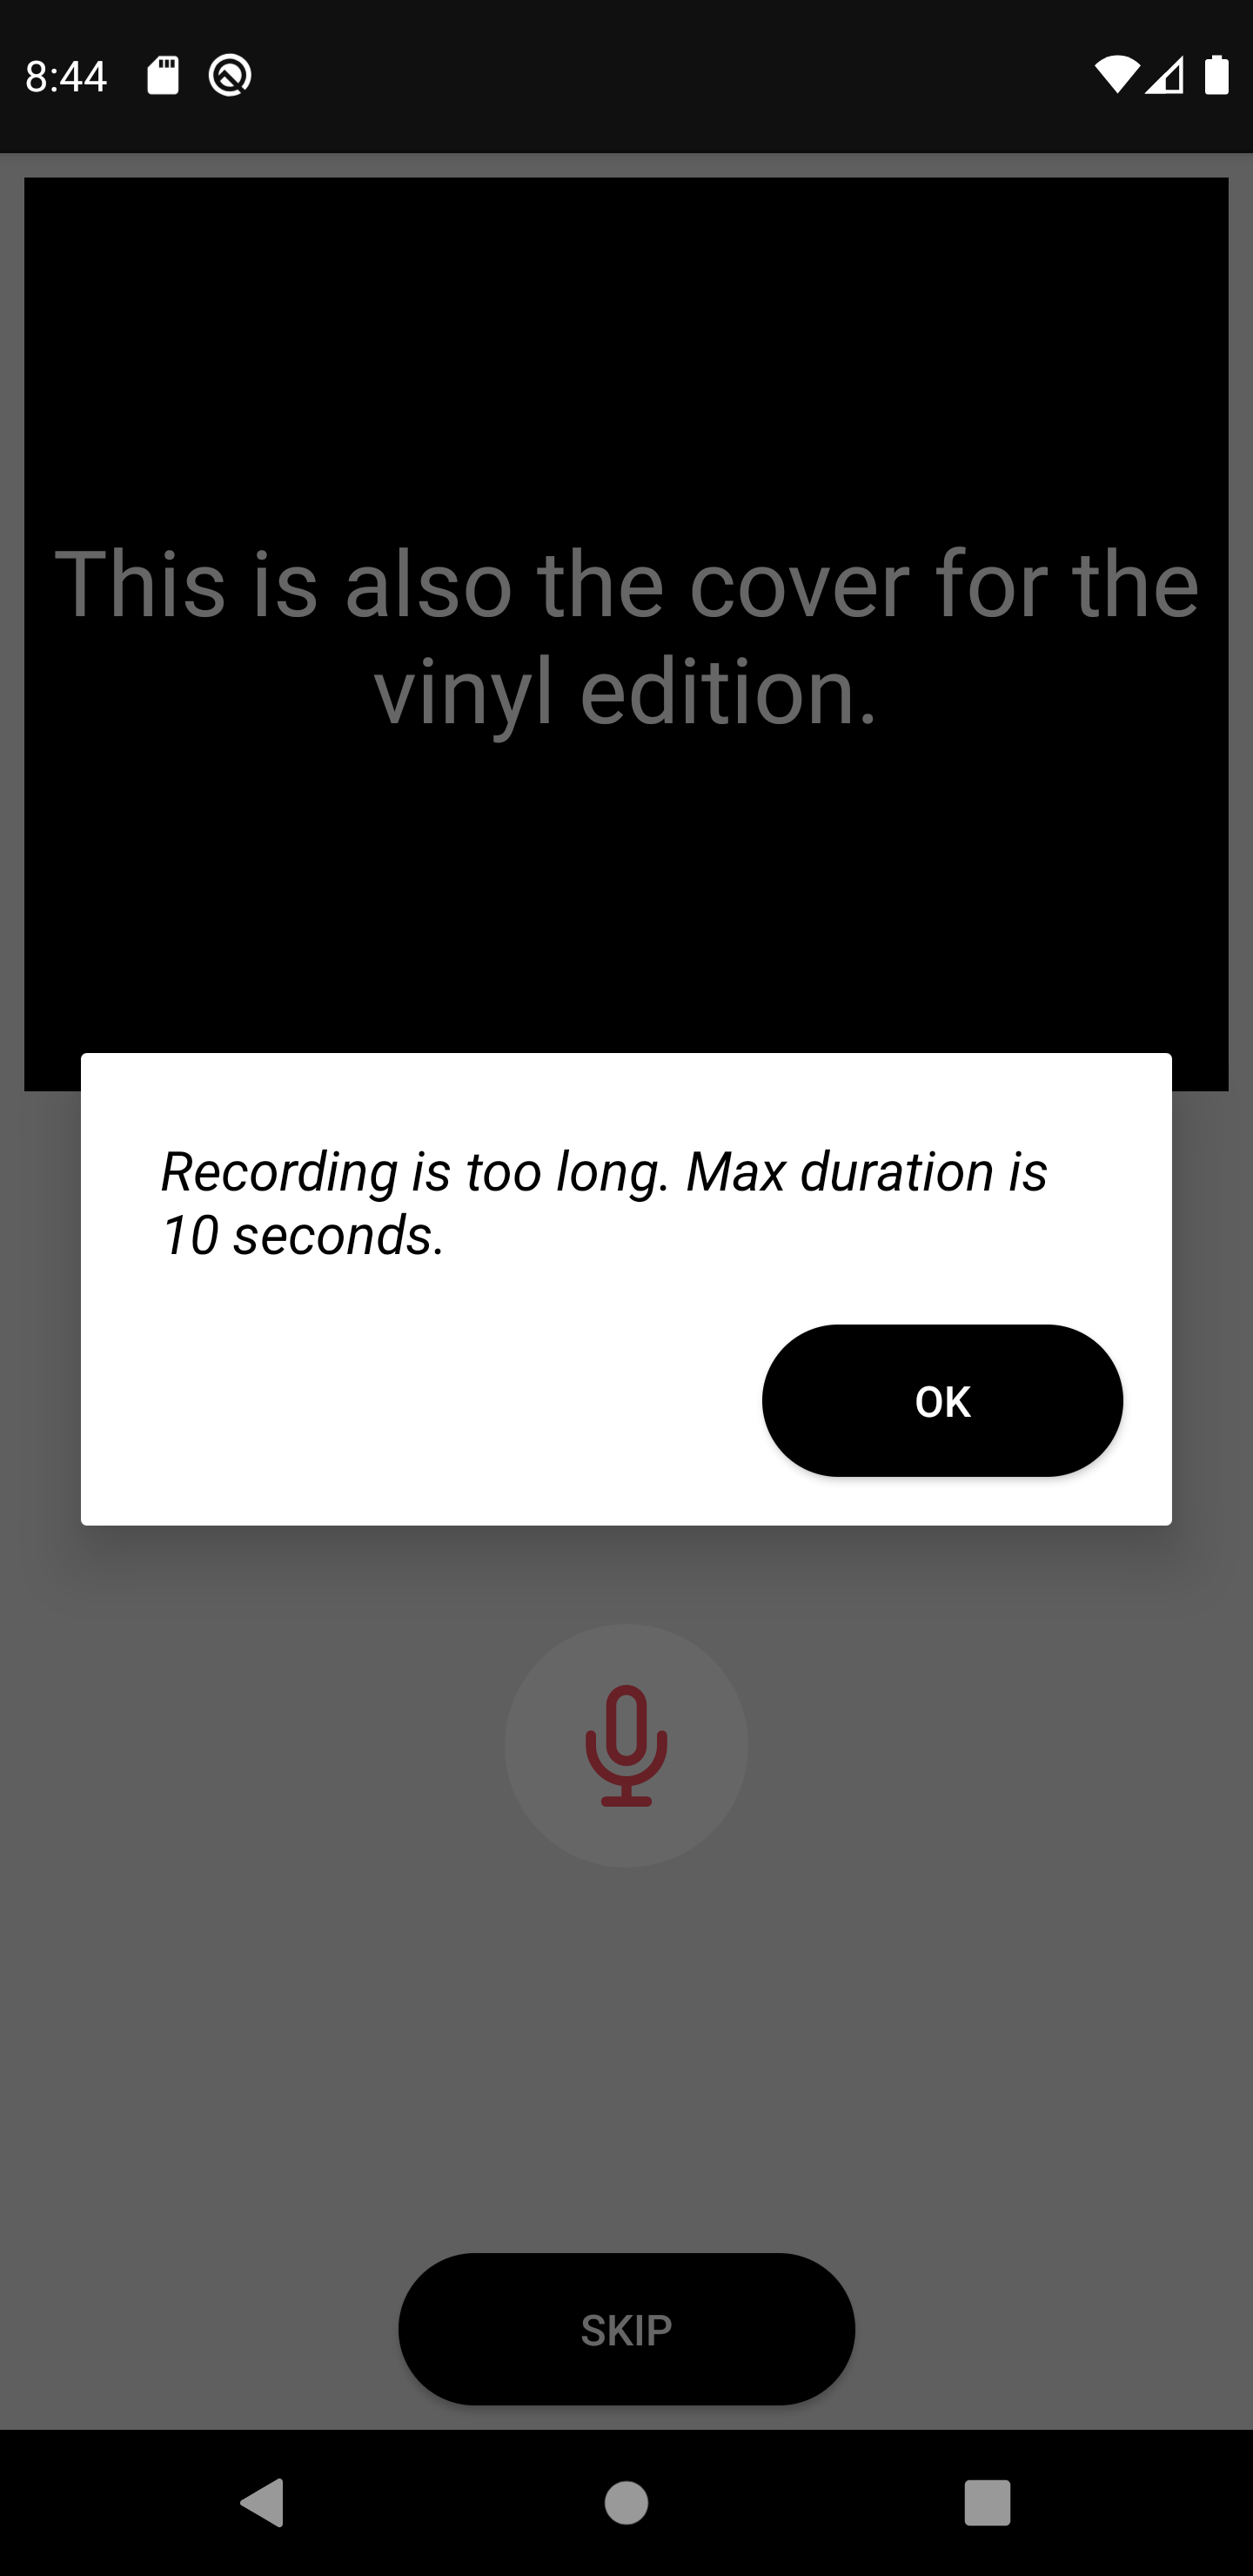 8:44
This is also the cover for the
vinyl edition.
Recording is too long. Max duration is
10 seconds.
OK
SKIP